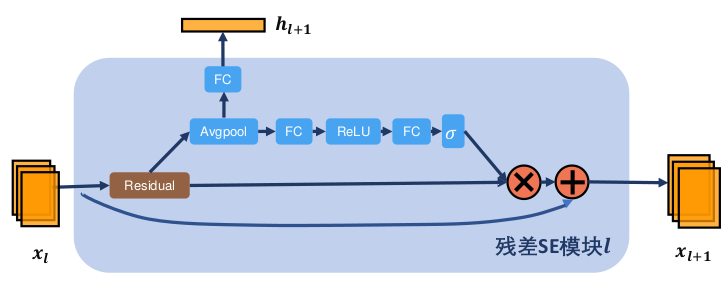 h_{l+1}
FC
Avgpool
FC
ReLU
FC
σ
Residual
x_l
残差SE模块l
x_{l+1}